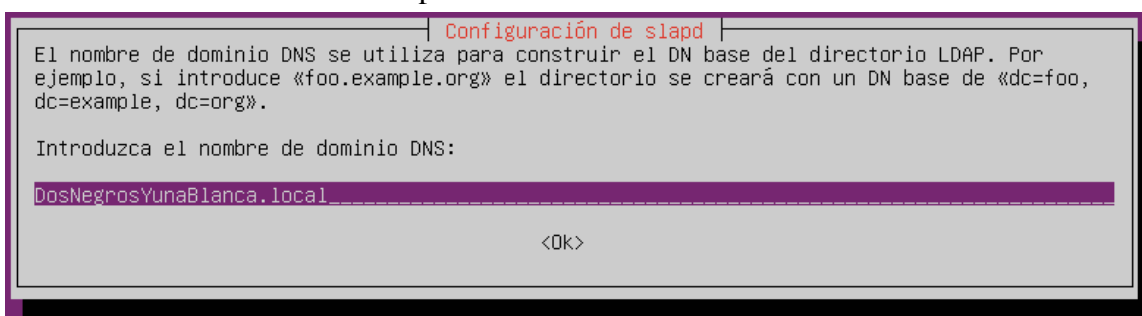 Configuración de slapd
El nombre de dominio DNS se utiliza para construir el DN base del directorio LDAP. Por
ejemplo, si introduce «foo.example.org» el directorio se creará con un DN base de «dc=foo,
dc=example, dc=org».
Introduzca el nombre de dominio DNS:
DosNegrosYunaBlanca.local
<Ok>